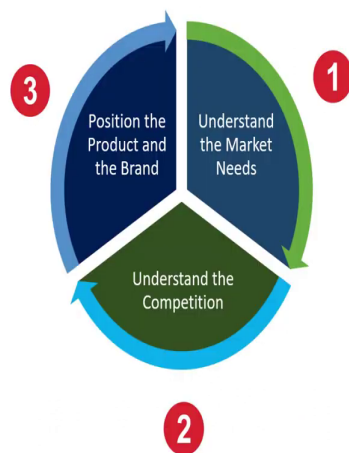 1
Understand
the Market
Needs
2
Understand the
Competition
3
Position the
Product and
the Brand